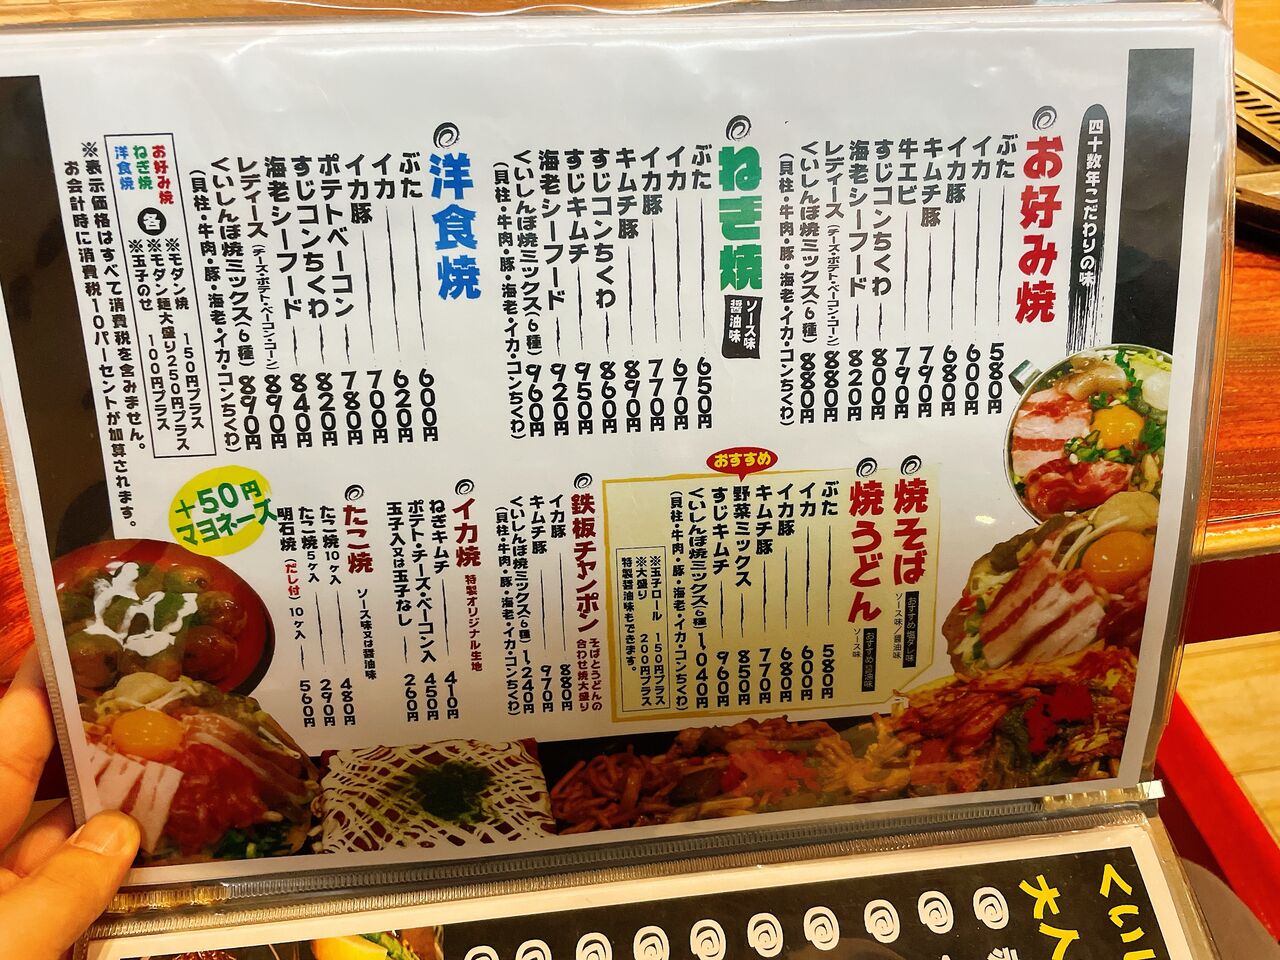 四十数年こだわりの味
お好み焼
ぶた 580円
イカ 600円
イカ豚 680円
キムチ豚 790円
牛エビ 790円
すじコンちくわ 800円
海老シーフード 820円
レディース(チーズ・ポテト・ベーコン・コーン) 880円
くいしんぼ焼ミックス(6種) 880円
(貝柱・牛肉・豚・海老・イカ・コンちくわ)
ねぎ焼
ソース味
醤油味
ぶた 650円
イカ 670円
イカ豚 770円
キムチ豚 890円
すじコンちくわ 860円
すじキムチ 950円
海老シーフード 920円
くいしんぼ焼ミックス(6種) 960円
(貝柱・牛肉・豚・海老・イカ・コンちくわ)
洋食焼
ぶた 600円
イカ 620円
イカ豚 700円
ポテトベーコン 780円
すじコンちくわ 820円
海老シーフード 840円
レディース(チーズ・ポテト・ベーコン・コーン) 890円
くいしんぼ焼ミックス(6種) 890円
(貝柱・牛肉・豚・海老・イカ・コンちくわ)
お好み焼
ねぎ焼
洋食焼
各
※モダン焼 150円プラス
※モダン麺大盛り250円プラス
※玉子のせ 100円プラス
※表示価格はすべて消費税を含みません。
お会計時に消費税10パーセントが加算されます。
焼そば
おすすめ塩ダレ味
ソース味/醤油味
焼うどん
ソース味
おすすめ
ぶた 580円
イカ 600円
イカ豚 680円
キムチ豚 770円
野菜ミックス 850円
すじキムチ 960円
くいしんぼ焼ミックス(6種) 1,040円
(貝柱・牛肉・豚・海老・イカ・コンちくわ)
※玉子ロール 150円プラス
※大盛り 200円プラス
特製醤油味もできます。
鉄板チャンポン
そばとうどんの
合わせ焼大盛り
イカ豚 880円
キムチ豚 970円
くいしんぼ焼ミックス(6種) 1,240円
(貝柱・牛肉・豚・海老・イカ・コンちくわ)
イカ焼 特製オリジナル生地
ねぎキムチ 410円
ポテト・チーズ・ベーコン入 450円
玉子入又は玉子なし 260円
たこ焼 ソース味又は醤油味
たこ焼10ヶ入 480円
たこ焼5ヶ入 290円
明石焼(だし付) 10ヶ入 560円
+50円
マヨネーズ